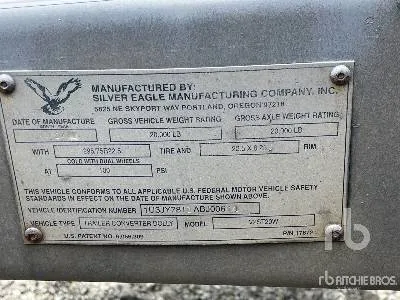 MANUFACTURED BY:
SILVER EAGLE MANUFACTURING COMPANY, INC.
5825 NE SKYPORT WAY PORTLAND, OREGON 97218
DATE OF MANUFACTURE GROSS VEHICLE WEIGHT RATING GROSS AXLE WEIGHT RATING
20,000 LB 20,000 LB
WITH TIRE AND RIM
COLD WITH DUAL WHEELS
AT 100 PSI
THIS VEHICLE CONFORMS TO ALL APPLICABLE U.S. FEDERAL MOTOR VEHICLE SAFETY
STANDARDS IN EFFECT ON DATE OF MANUFACTURE SHOWN ABOVE.
VEHICLE IDENTIFICATION NUMBER
VEHICLE TYPE TRAILER CONVERTER DOLLY MODEL
U.S. PATENT NO. P/N 17672
rb
ritchie Bros.